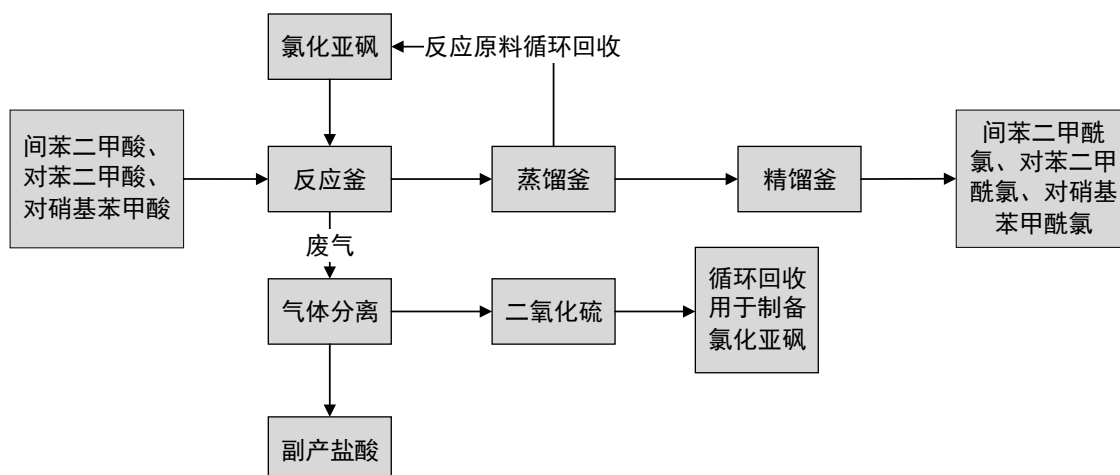 氯化亚砜
反应原料循环回收
间苯二甲酸、
对苯二甲酸、
对硝基苯甲酸
反应釜
蒸馏釜
精馏釜
间苯二甲酰
氯、对苯二甲
酰氯、对硝基
苯甲酰氯
废气
气体分离
二氧化硫
循环回收
用于制备
氯化亚砜
副产盐酸